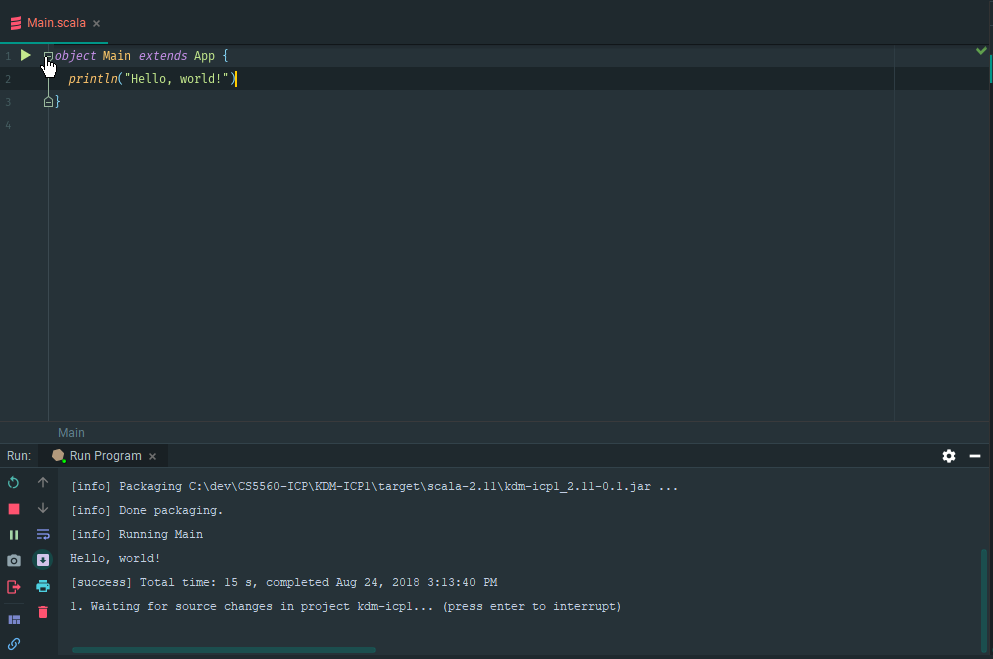 Main.scala
1 object Main extends App {
2 println("Hello, world!")
3 }
4
Main
Run: Run Program
[info] Packaging C:\dev\CS5560-ICP\KDM-ICP1\target\scala-2.11\kdm-icp1_2.11-0.1.jar ...
[info] Done packaging.
[info] Running Main
Hello, world!
[success] Total time: 15 s, completed Aug 24, 2018 3:13:40 PM
1. Waiting for source changes in project kdm-icp1... (press enter to interrupt)